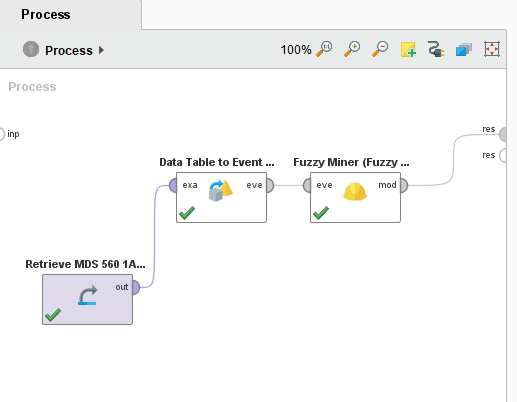 Process
Process
100%
Process
inp
res
res
Data Table to Event ...
exa
eve
Fuzzy Miner (Fuzzy ...
eve
mod
Retrieve MDS 560 1A...
out